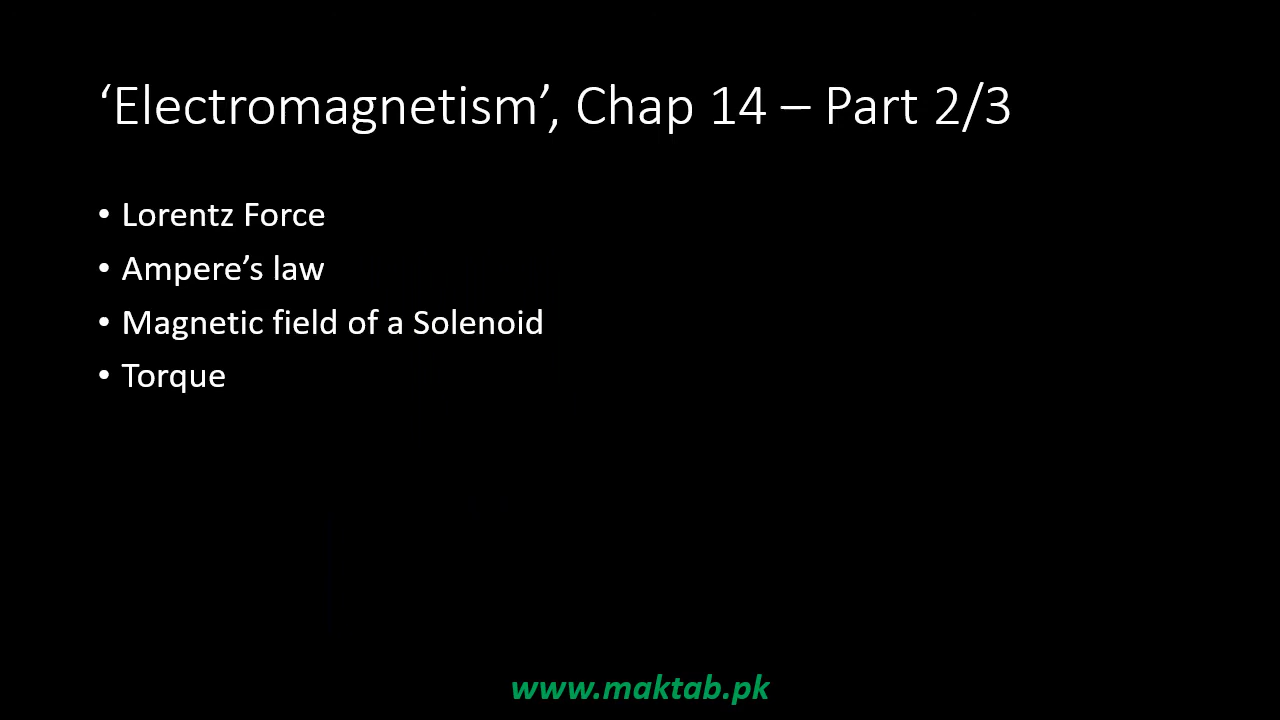 ‘Electromagnetism’, Chap 14 – Part 2/3
• Lorentz Force
• Ampere’s law
• Magnetic field of a Solenoid
• Torque
www.maktab.pk